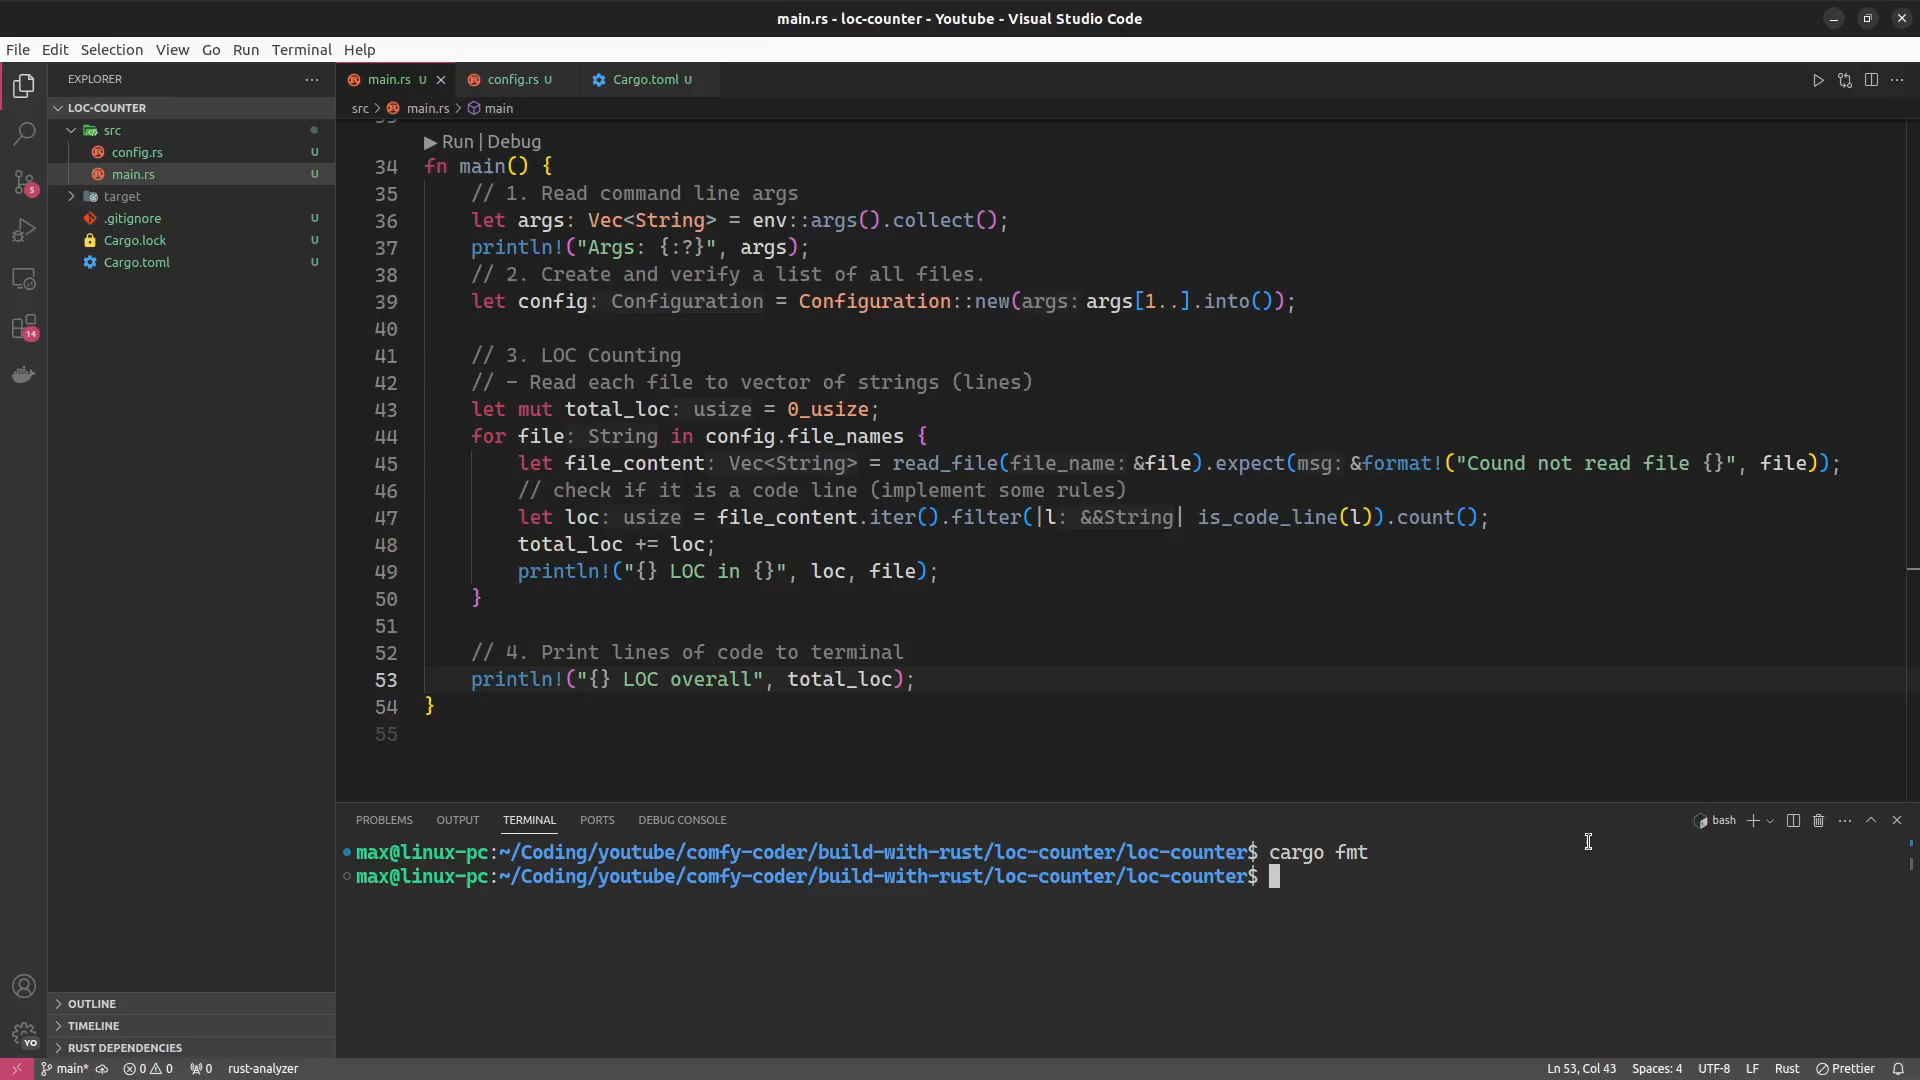 main.rs - loc-counter - Youtube - Visual Studio Code
File Edit Selection View Go Run Terminal Help
EXPLORER
main.rs U
config.rs U
Cargo.toml U
LOC-COUNTER
src
config.rs U
main.rs U
target
.gitignore U
Cargo.lock U
Cargo.toml U
5
14
src > main.rs > main
Run | Debug
34 fn main() {
35 // 1. Read command line args
36 let args: Vec<String> = env::args().collect();
37 println!("Args: {:?}", args);
38 // 2. Create and verify a list of all files.
39 let config: Configuration = Configuration::new(args: args[1..].into());
40
41 // 3. LOC Counting
42 // - Read each file to vector of strings (lines)
43 let mut total_loc: usize = 0_usize;
44 for file: String in config.file_names {
45 let file_content: Vec<String> = read_file(file_name: &file).expect(msg: &format!("Cound not read file {}", file));
46 // check if it is a code line (implement some rules)
47 let loc: usize = file_content.iter().filter(|l: &&String| is_code_line(l)).count();
48 total_loc += loc;
49 println!("{} LOC in {}", loc, file);
50 }
51
52 // 4. Print lines of code to terminal
53 println!("{} LOC overall", total_loc);
54 }
55
PROBLEMS OUTPUT TERMINAL PORTS DEBUG CONSOLE
bash
max@linux-pc:~/Coding/youtube/comfy-coder/build-with-rust/loc-counter/loc-counter$ cargo fmt
max@linux-pc:~/Coding/youtube/comfy-coder/build-with-rust/loc-counter/loc-counter$
OUTLINE
TIMELINE
RUST DEPENDENCIES
YO
main* 0 0 0 rust-analyzer
Ln 53, Col 43 Spaces: 4 UTF-8 LF Rust Prettier